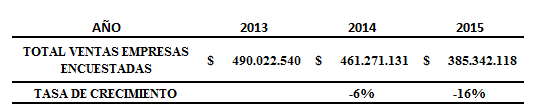 AÑO 2013 2014 2015
TOTAL VENTAS EMPRESAS ENCUESTADAS $ 490.022.540 $ 461.271.131 $ 385.342.118
TASA DE CRECIMIENTO -6% -16%